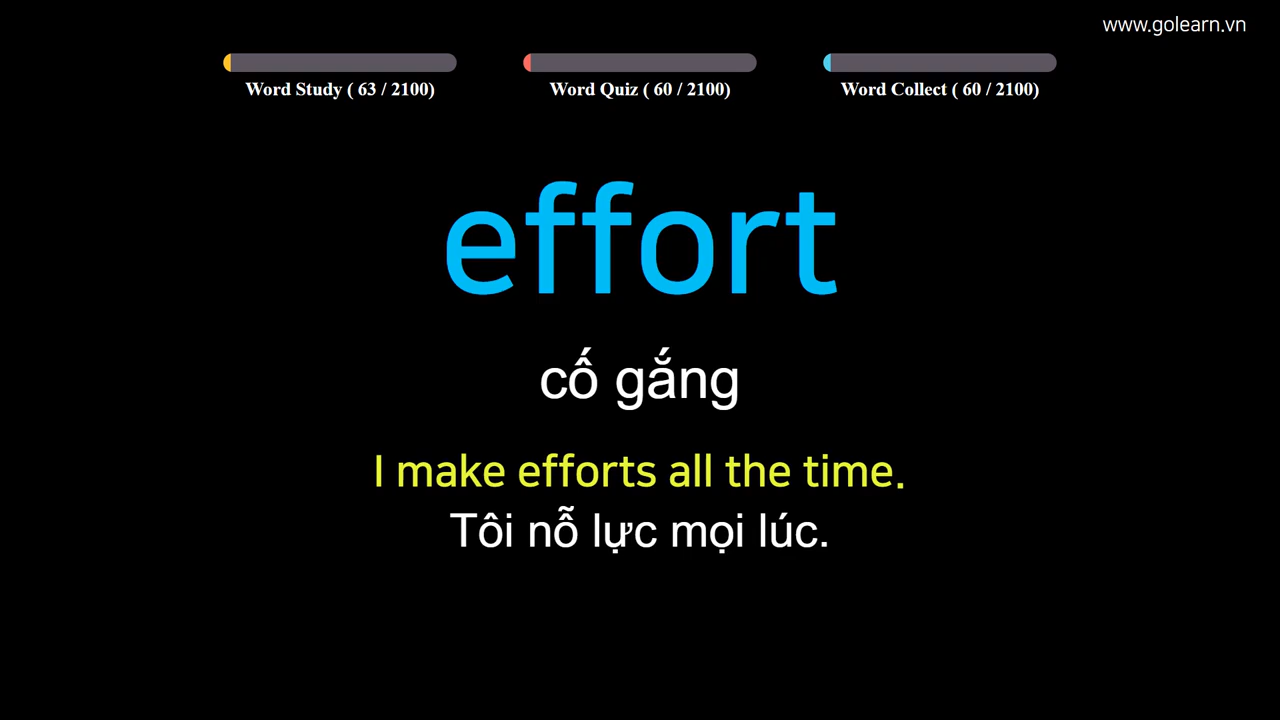 www.golearn.vn
Word Study ( 63 / 2100)
Word Quiz ( 60 / 2100)
Word Collect ( 60 / 2100)
effort
cố gắng
I make efforts all the time.
Tôi nỗ lực mọi lúc.